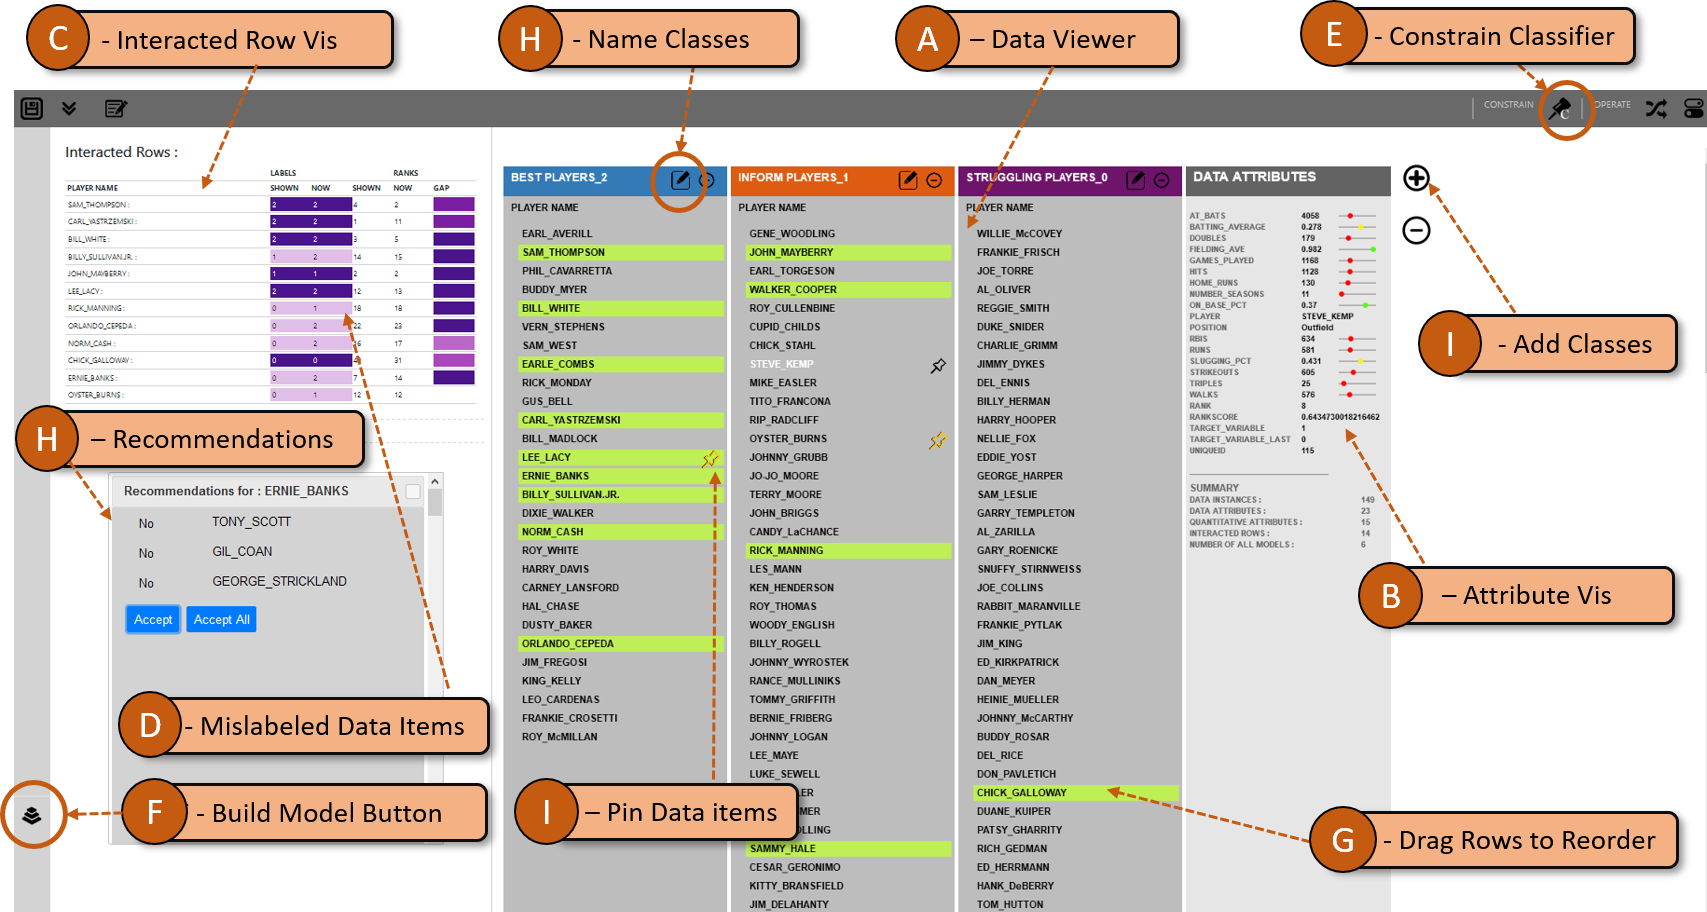 C - Interacted Row Vis
H - Name Classes
A – Data Viewer
E - Constrain Classifier
CONSTRAIN
C
OPERATE
Interacted Rows :
LABELS RANKS
PLAYER NAME SHOWN NOW SHOWN NOW GAP
SAM_THOMPSON : 2 2 4 2
CARL_YASTRZEMSKI : 2 2 1 11
BILL_WHITE : 2 2 3 5
BILLY_SULLIVAN.JR. : 1 2 14 15
JOHN_MAYBERRY : 1 1 2 2
LEE_LACY : 2 2 12 13
RICK_MANNING : 0 1 18 18
ORLANDO_CEPEDA : 0 2 22 23
NORM_CASH : 0 2 17
CHICK_GALLOWAY : 0 0 31
ERNIE_BANKS : 0 2 7 14
OYSTER_BURNS : 0 1 12 12
H – Recommendations
Recommendations for : ERNIE_BANKS
No TONY_SCOTT
No GIL_COAN
No GEORGE_STRICKLAND
Accept Accept All
D - Mislabeled Data Items
F - Build Model Button
BEST PLAYERS_2
PLAYER NAME
EARL_AVERILL
SAM_THOMPSON
PHIL_CAVARRETTA
BUDDY_MYER
BILL_WHITE
VERN_STEPHENS
SAM_WEST
EARLE_COMBS
RICK_MONDAY
GUS_BELL
CARL_YASTRZEMSKI
BILL_MADLOCK
LEE_LACY
ERNIE_BANKS
BILLY_SULLIVAN.JR.
DIXIE_WALKER
NORM_CASH
ROY_WHITE
HARRY_DAVIS
CARNEY_LANSFORD
HAL_CHASE
DUSTY_BAKER
ORLANDO_CEPEDA
JIM_FREGOSI
KING_KELLY
LEO_CARDENAS
FRANKIE_CROSETTI
ROY_McMILLAN
I – Pin Data items
INFORM PLAYERS_1
PLAYER NAME
GENE_WOODLING
JOHN_MAYBERRY
EARL_TORGESON
WALKER_COOPER
ROY_CULLENBINE
CUPID_CHILDS
CHICK_STAHL
STEVE_KEMP
MIKE_EASLER
TITO_FRANCONA
RIP_RADCLIFF
OYSTER_BURNS
JOHNNY_GRUBB
JO-JO_MOORE
TERRY_MOORE
JOHN_BRIGGS
CANDY_LaCHANCE
RICK_MANNING
LES_MANN
KEN_HENDERSON
ROY_THOMAS
WOODY_ENGLISH
BILLY_ROGELL
JOHNNY_WYROSTEK
RANCE_MULLINIKS
TOMMY_GRIFFITH
BERNIE_FRIBERG
JOHNNY_LOGAN
LEE_MAYE
LUKE_SEWELL
LER
MER
OLLING
SAMMY_HALE
CESAR_GERONIMO
KITTY_BRANSFIELD
JIM_DELAHANTY
STRUGGLING PLAYERS_0
PLAYER NAME
WILLIE_McCOVEY
FRANKIE_FRISCH
JOE_TORRE
AL_OLIVER
REGGIE_SMITH
DUKE_SNIDER
CHARLIE_GRIMM
JIMMY_DYKES
DEL_ENNIS
BILLY_HERMAN
HARRY_HOOPER
NELLIE_FOX
EDDIE_YOST
GEORGE_HARPER
SAM_LESLIE
GARRY_TEMPLETON
AL_ZARILLA
GARY_ROENICKE
SNUFFY_STIRNWEISS
JOE_COLLINS
RABBIT_MARANVILLE
FRANKIE_PYTLAK
JIM_KING
ED_KIRKPATRICK
DAN_MEYER
HEINIE_MUELLER
JOHNNY_McCARTHY
BUDDY_ROSAR
DEL_RICE
DON_PAVLETICH
CHICK_GALLOWAY
DUANE_KUIPER
PATSY_GHARRITY
RICH_GEDMAN
ED_HERRMANN
HANK_DeBERRY
TOM_HUTTON
DATA ATTRIBUTES
AT_BATS 4058
BATTING_AVERAGE 0.278
DOUBLES 179
FIELDING_AVE 0.982
GAMES_PLAYED 1168
HITS 1128
HOME_RUNS 130
NUMBER_SEASONS 11
ON_BASE_PCT 0.37
PLAYER STEVE_KEMP
POSITION Outfield
RBIS 634
RUNS 581
SLUGGING_PCT 0.431
STRIKEOUTS 605
TRIPLES 25
WALKS 576
RANK 8
RANKSCORE 0.6434730018216462
TARGET_VARIABLE 1
TARGET_VARIABLE_LAST 0
UNIQUEID 115
SUMMARY
DATA INSTANCES : 149
DATA ATTRIBUTES : 23
QUANTITATIVE ATTRIBUTES : 15
INTERACTED ROWS : 14
NUMBER OF ALL MODELS : 6
I - Add Classes
B – Attribute Vis
G - Drag Rows to Reorder